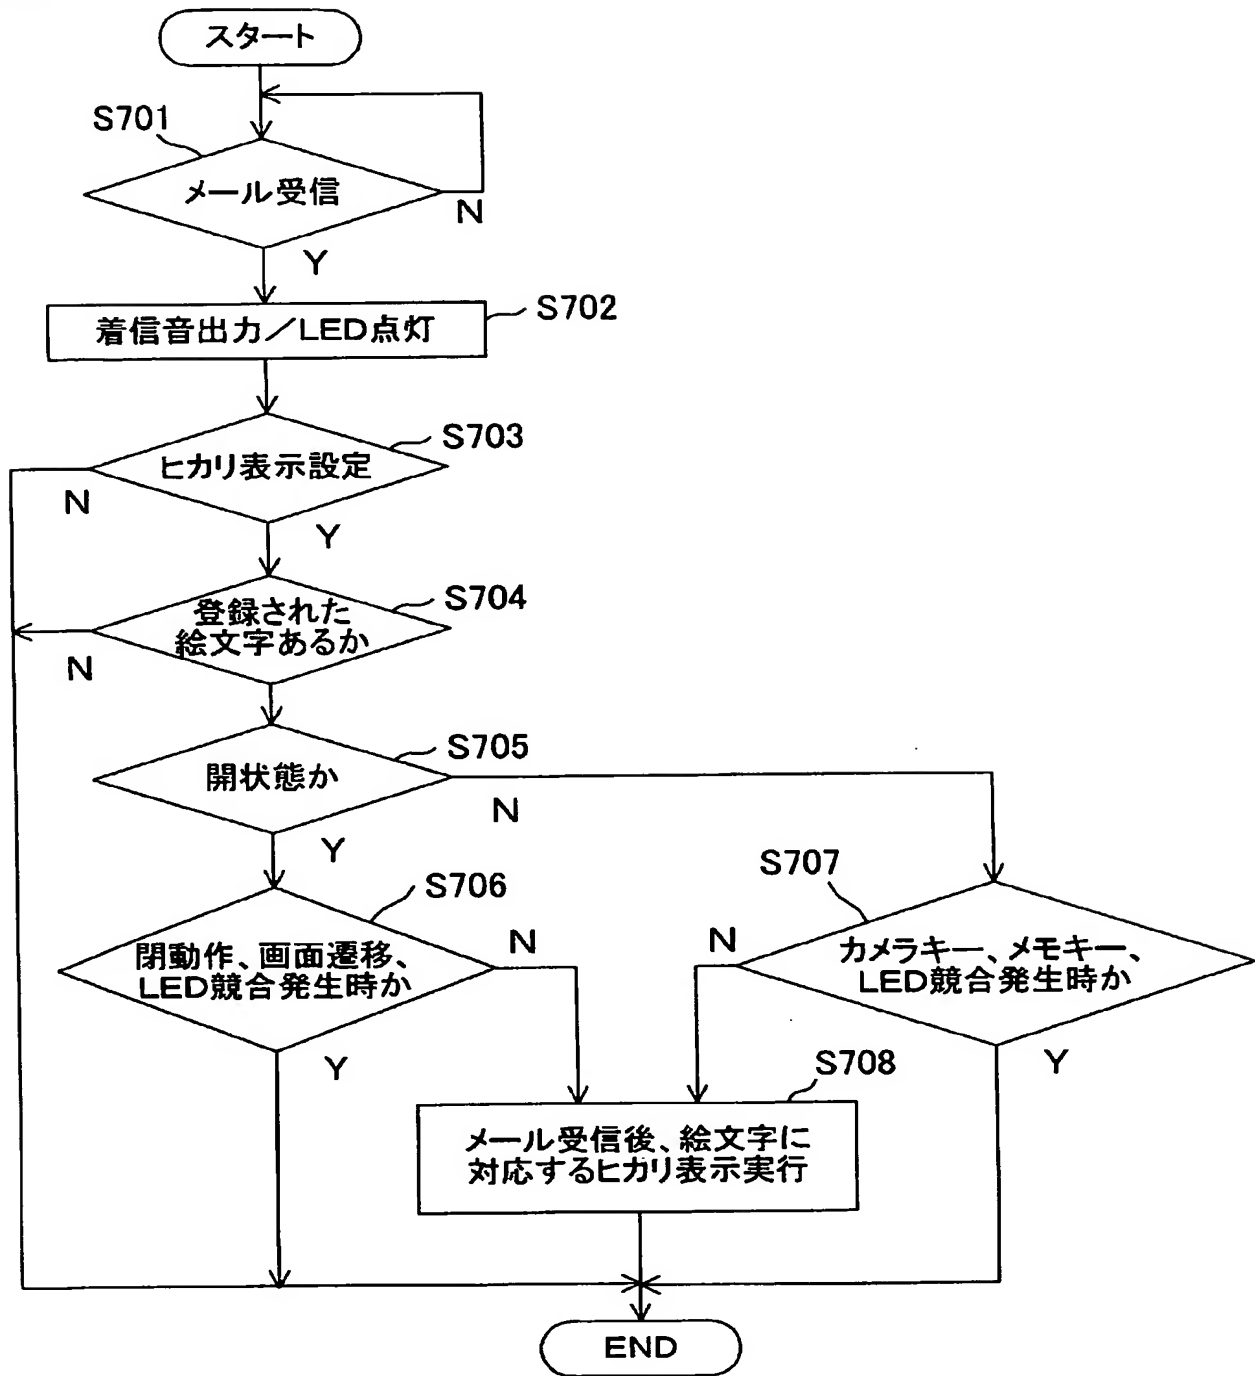 スタート
S701
メール受信
N
Y
着信音出力／LED点灯
S702
S703
ヒカリ表示設定
N
Y
S704
登録された
絵文字あるか
N
S705
開状態か
N
Y
S706
閉動作、画面遷移、
LED競合発生時か
N
Y
S707
カメラキー、メモキー、
LED競合発生時か
N
Y
S708
メール受信後、絵文字に
対応するヒカリ表示実行
END